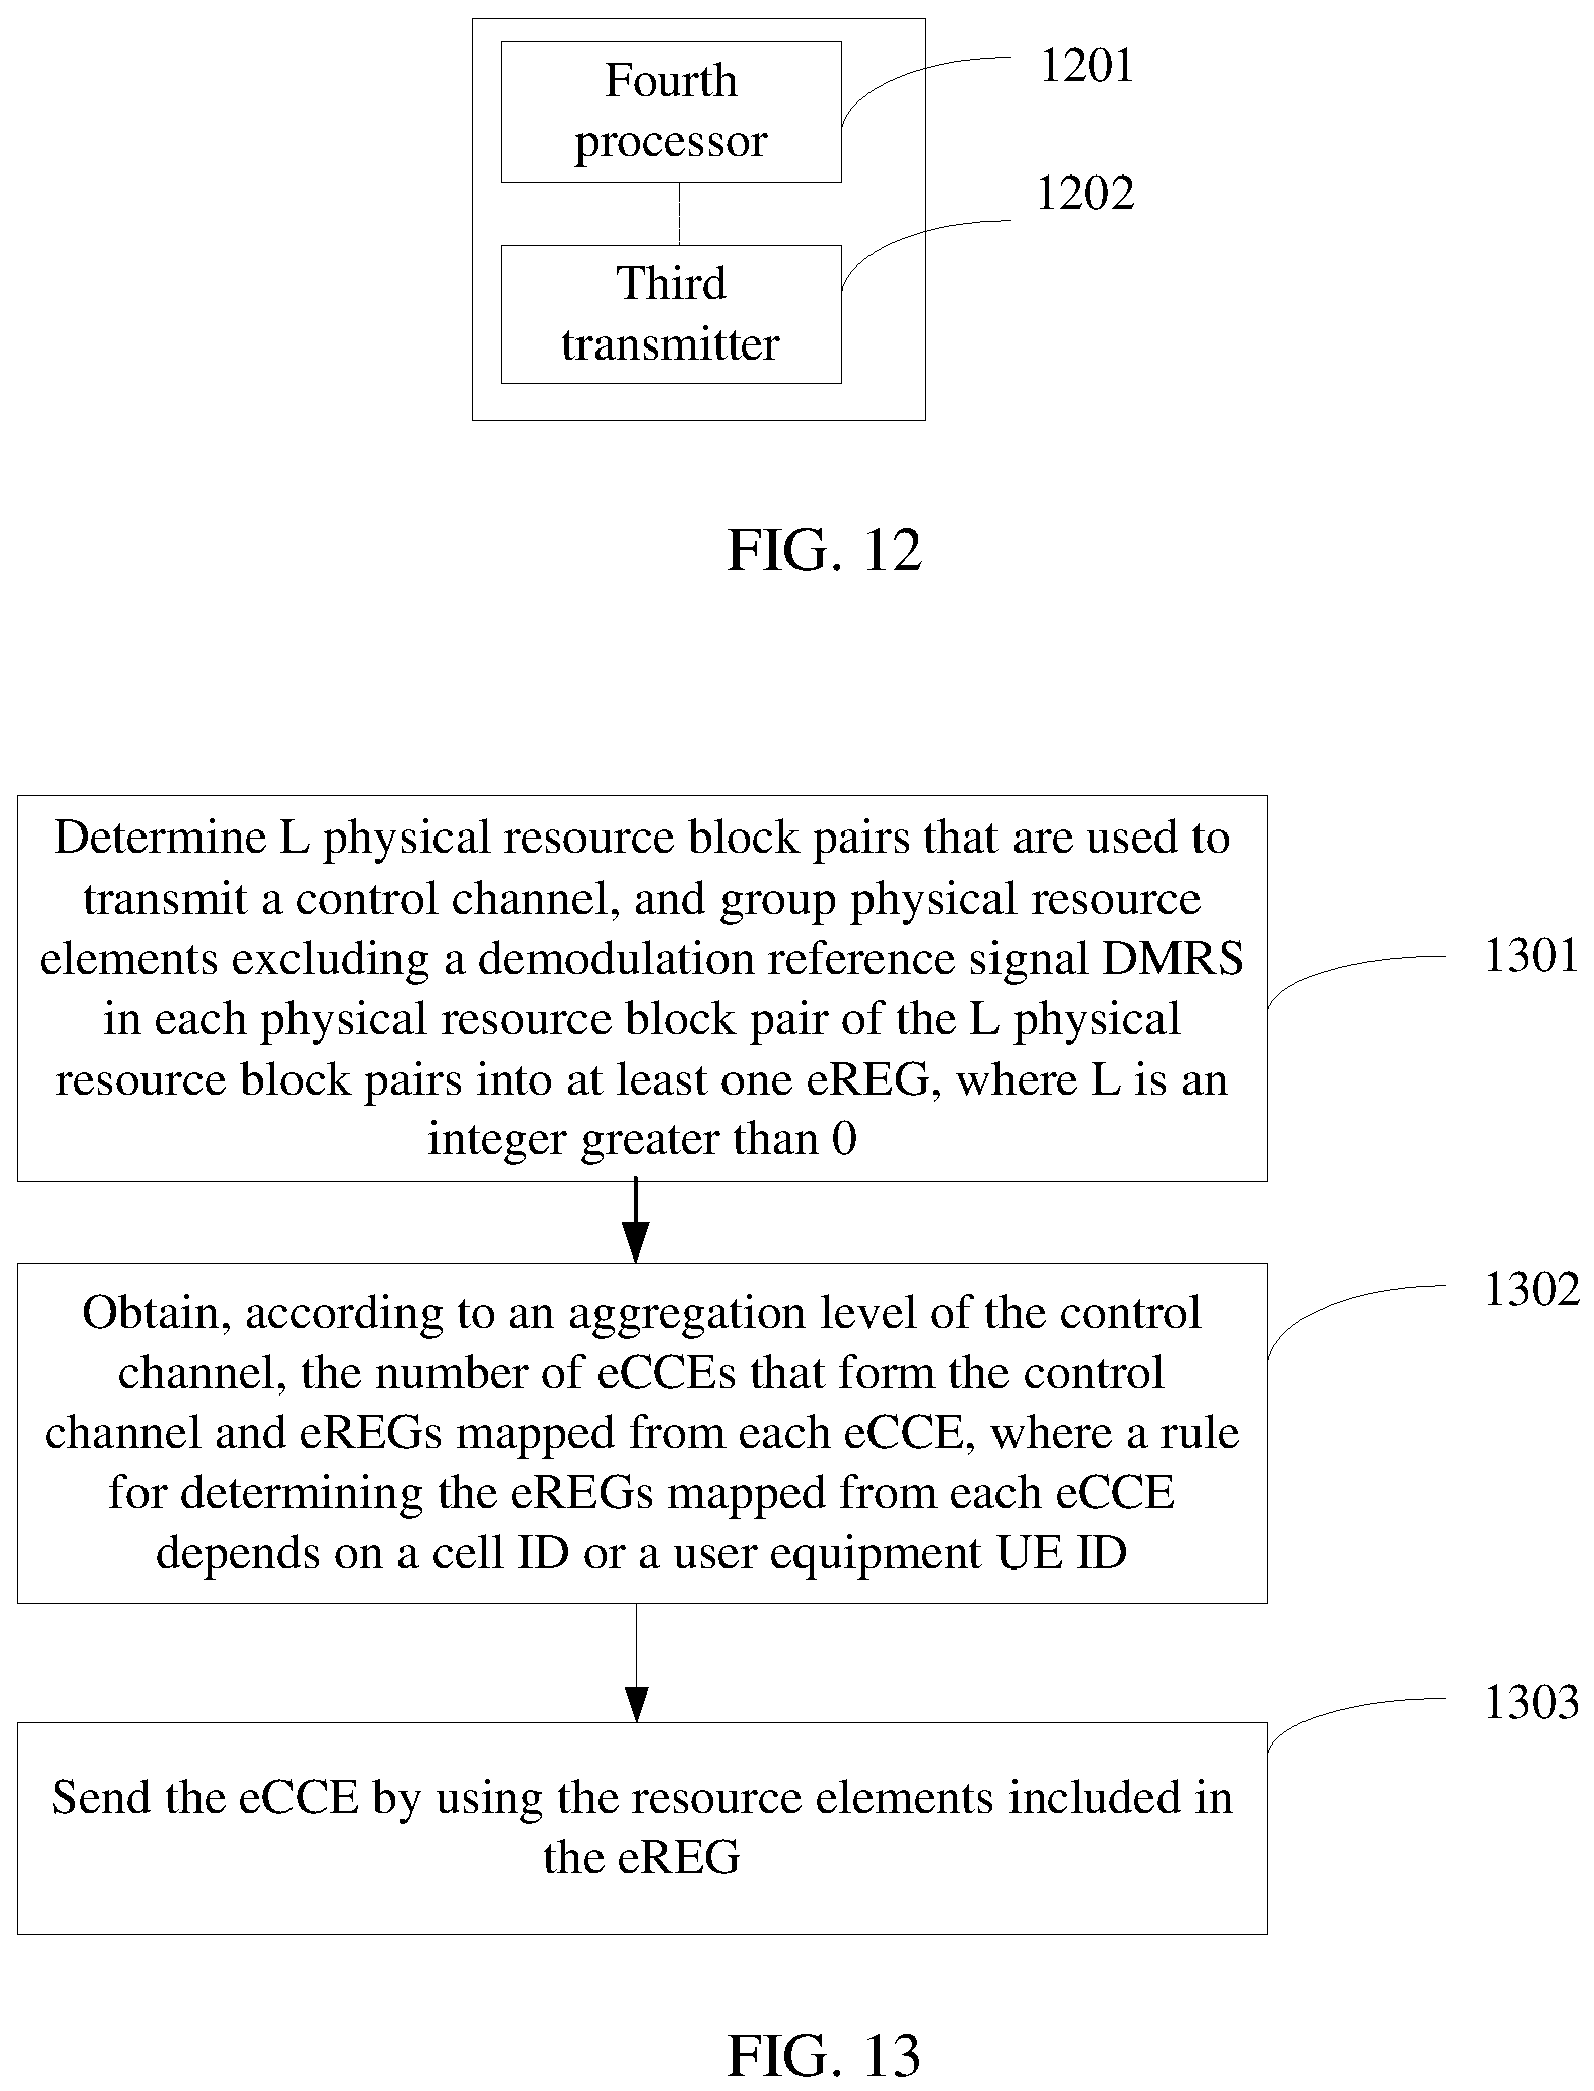 Fourth
processor
1201
Third
transmitter
1202
FIG. 12
Determine L physical resource block pairs that are used to
transmit a control channel, and group physical resource
elements excluding a demodulation reference signal DMRS
in each physical resource block pair of the L physical
resource block pairs into at least one eREG, where L is an
integer greater than 0
1301
Obtain, according to an aggregation level of the control
channel, the number of eCCEs that form the control
channel and eREGs mapped from each eCCE, where a rule
for determining the eREGs mapped from each eCCE
depends on a cell ID or a user equipment UE ID
1302
Send the eCCE by using the resource elements included in
the eREG
1303
FIG. 13